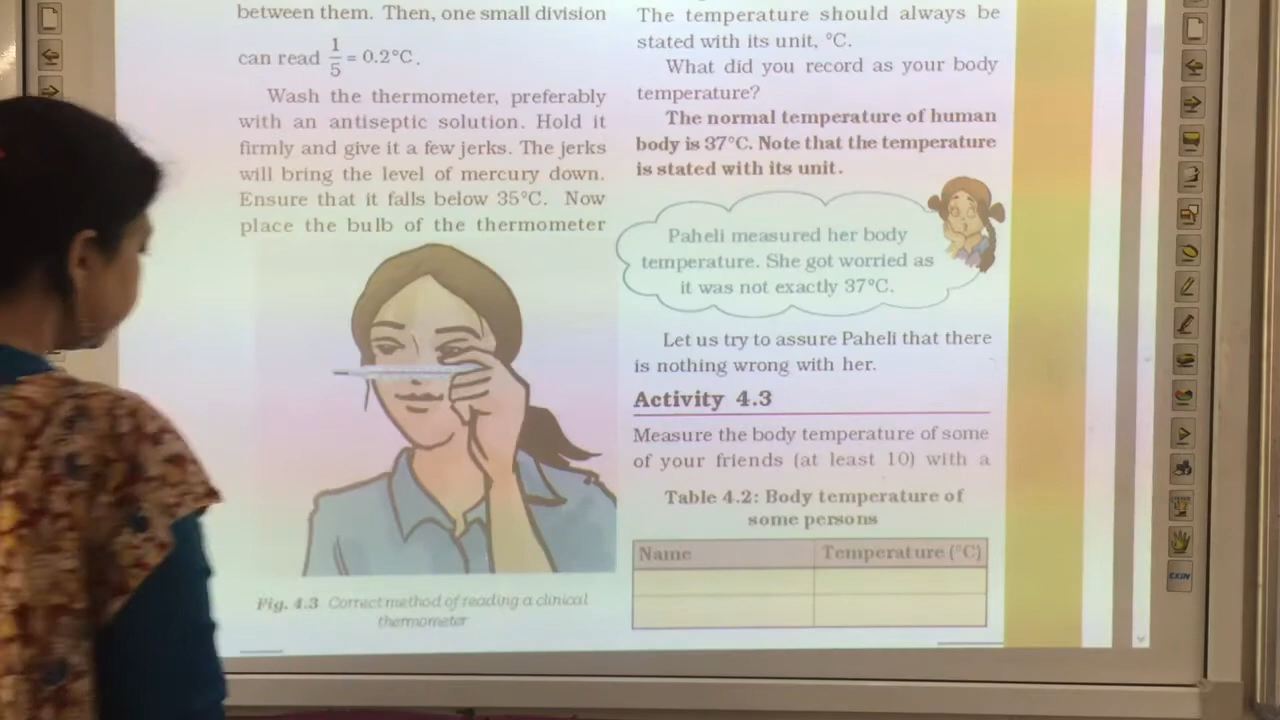 between them. Then, one small division
can read 1/5 = 0.2°C.
Wash the thermometer, preferably
with an antiseptic solution. Hold it
firmly and give it a few jerks. The jerks
will bring the level of mercury down.
Ensure that it falls below 35°C. Now
place the bulb of the thermometer
Fig. 4.3 Correct method of reading a clinical
thermometer
The temperature should always be
stated with its unit, °C.
What did you record as your body
temperature?
The normal temperature of human
body is 37°C. Note that the temperature
is stated with its unit.
Paheli measured her body
temperature. She got worried as
it was not exactly 37°C.
Let us try to assure Paheli that there
is nothing wrong with her.
Activity 4.3
Measure the body temperature of some
of your friends (at least 10) with a
Table 4.2: Body temperature of
some persons
Name Temperature (°C)